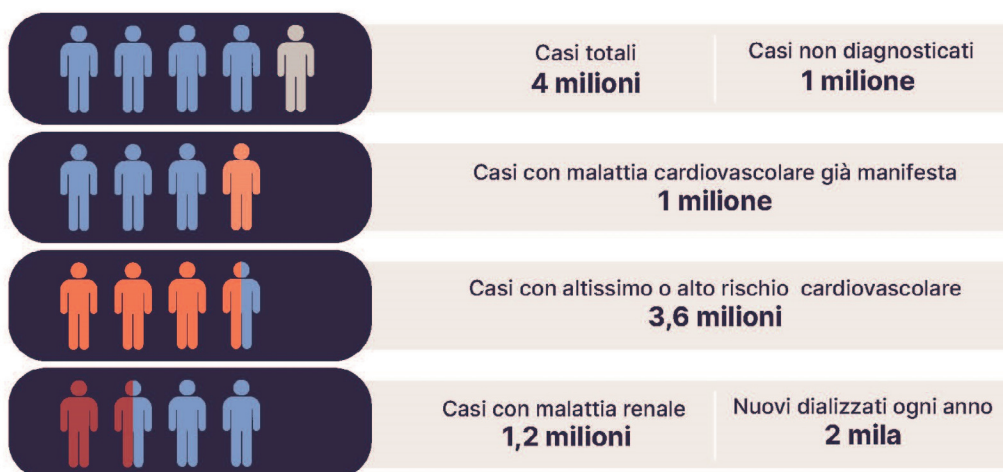 Casi totali
4 milioni
Casi non diagnosticati
1 milione
Casi con malattia cardiovascolare già manifesta
1 milione
Casi con altissimo o alto rischio cardiovascolare
3,6 milioni
Casi con malattia renale
1,2 milioni
Nuovi dializzati ogni anno
2 mila